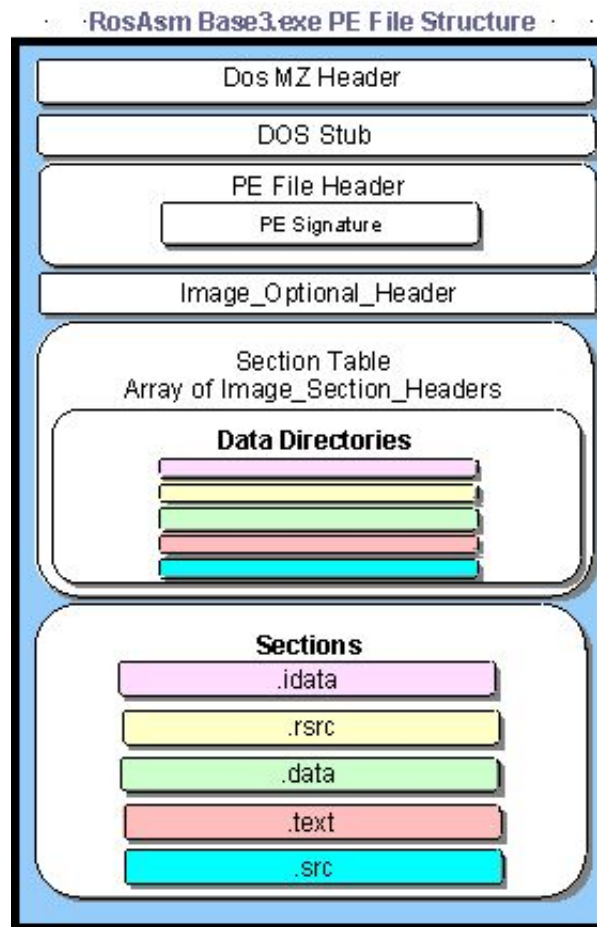 RosAsm Base3.exe PE File Structure
Dos MZ Header
DOS Stub
PE File Header
PE Signature
Image_Optional_Header
Section Table
Array of Image_Section_Headers
Data Directories
Sections
.idata
.rsrc
.data
.text
.src